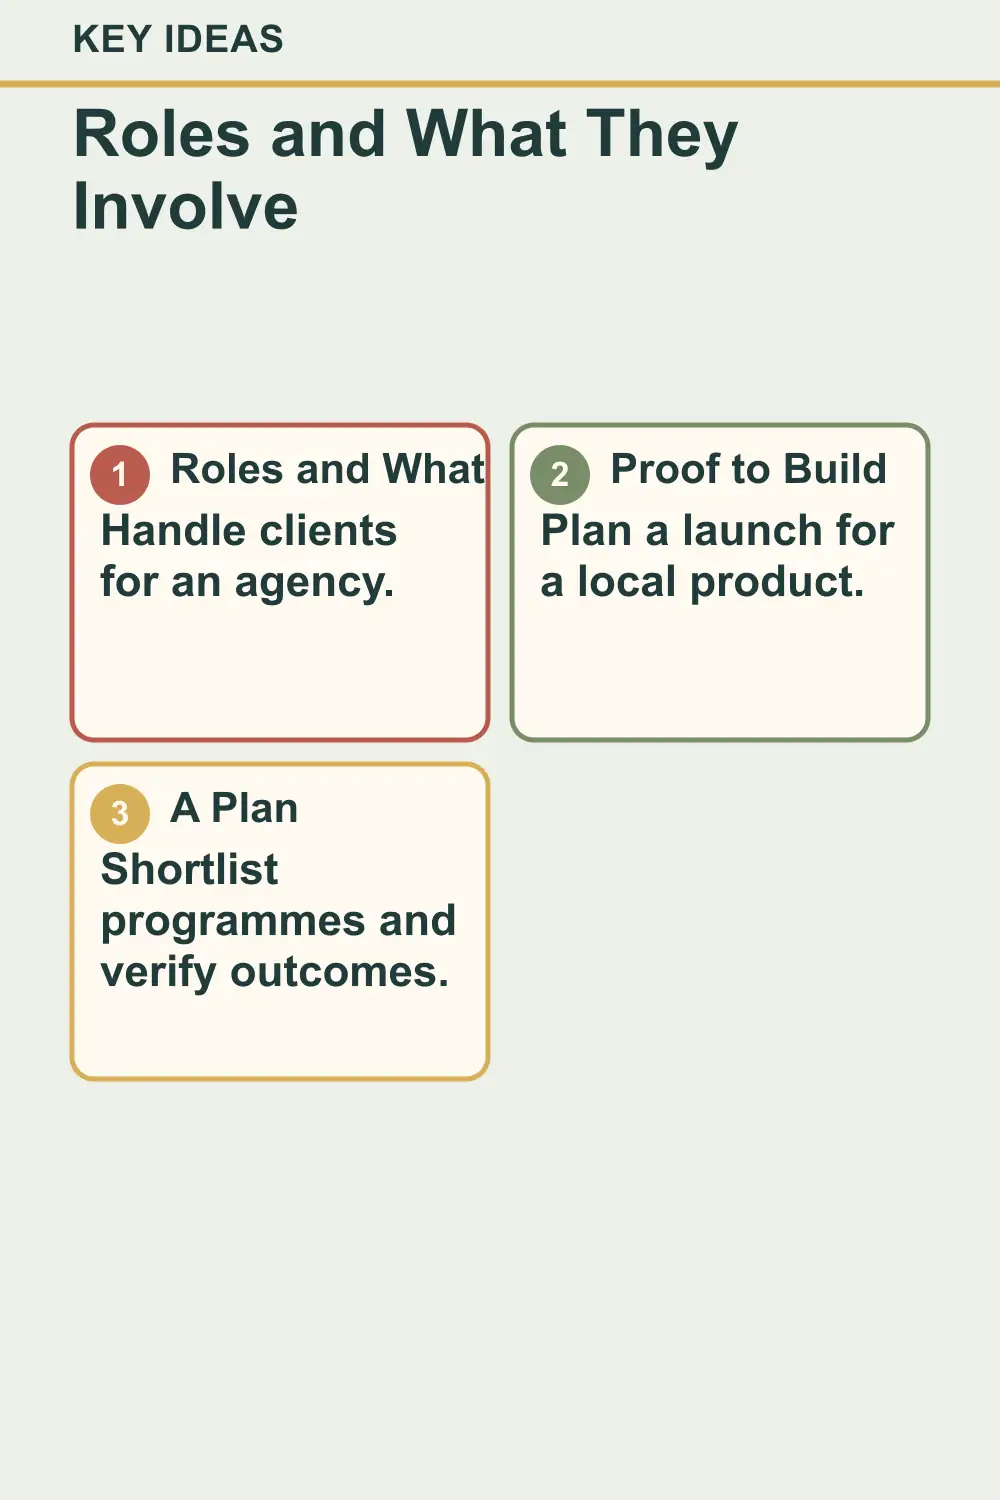 KEY IDEAS
Roles and What They
Involve
1 Roles and What
Handle clients
for an agency.
2 Proof to Build
Plan a launch for
a local product.
3 A Plan
Shortlist
programmes and
verify outcomes.